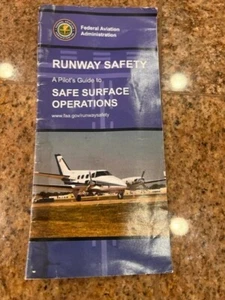 Federal Aviation
Administration
RUNWAY SAFETY
A Pilot's Guide to
SAFE SURFACE
OPERATIONS
www.faa.gov/runwaysafety